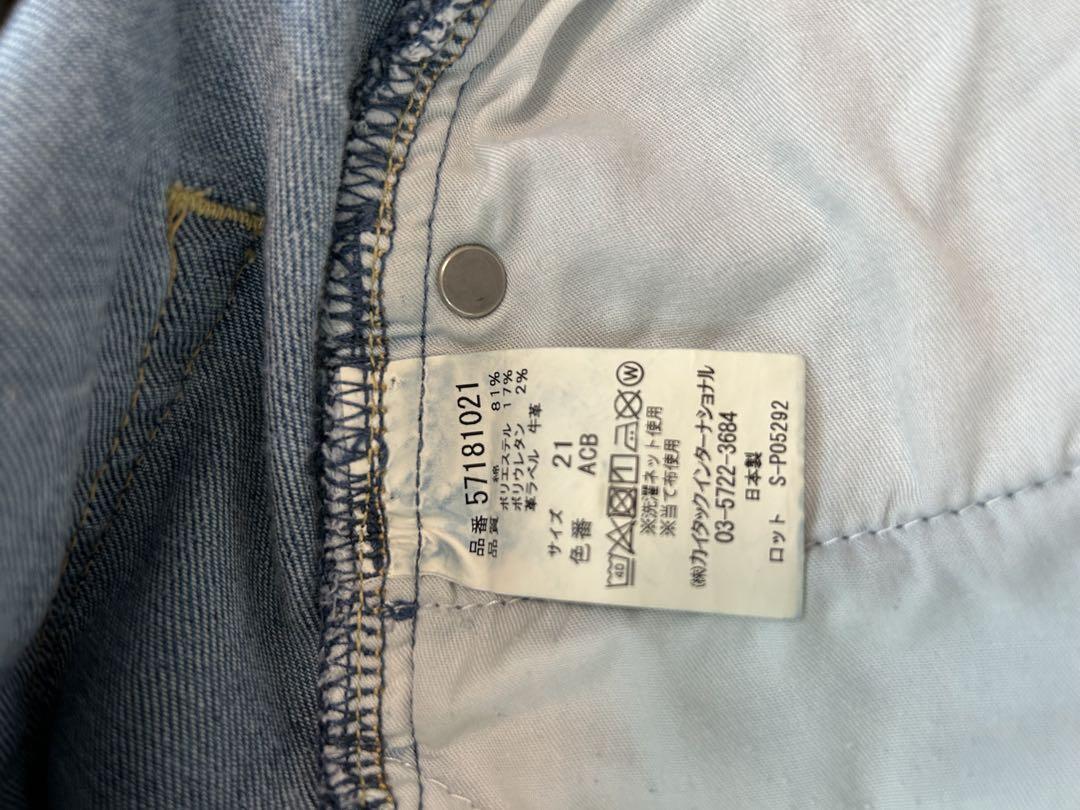 品番 57181021
品質 綿 81%
ポリエステル 17%
ポリウレタン 2%
革ラベル 牛革
サイズ 21
色番 ACB
40 W
※洗濯ネット使用
※当て布使用
(株)カイタックインターナショナル
03-5722-3684
日本製
ロット S-P05292